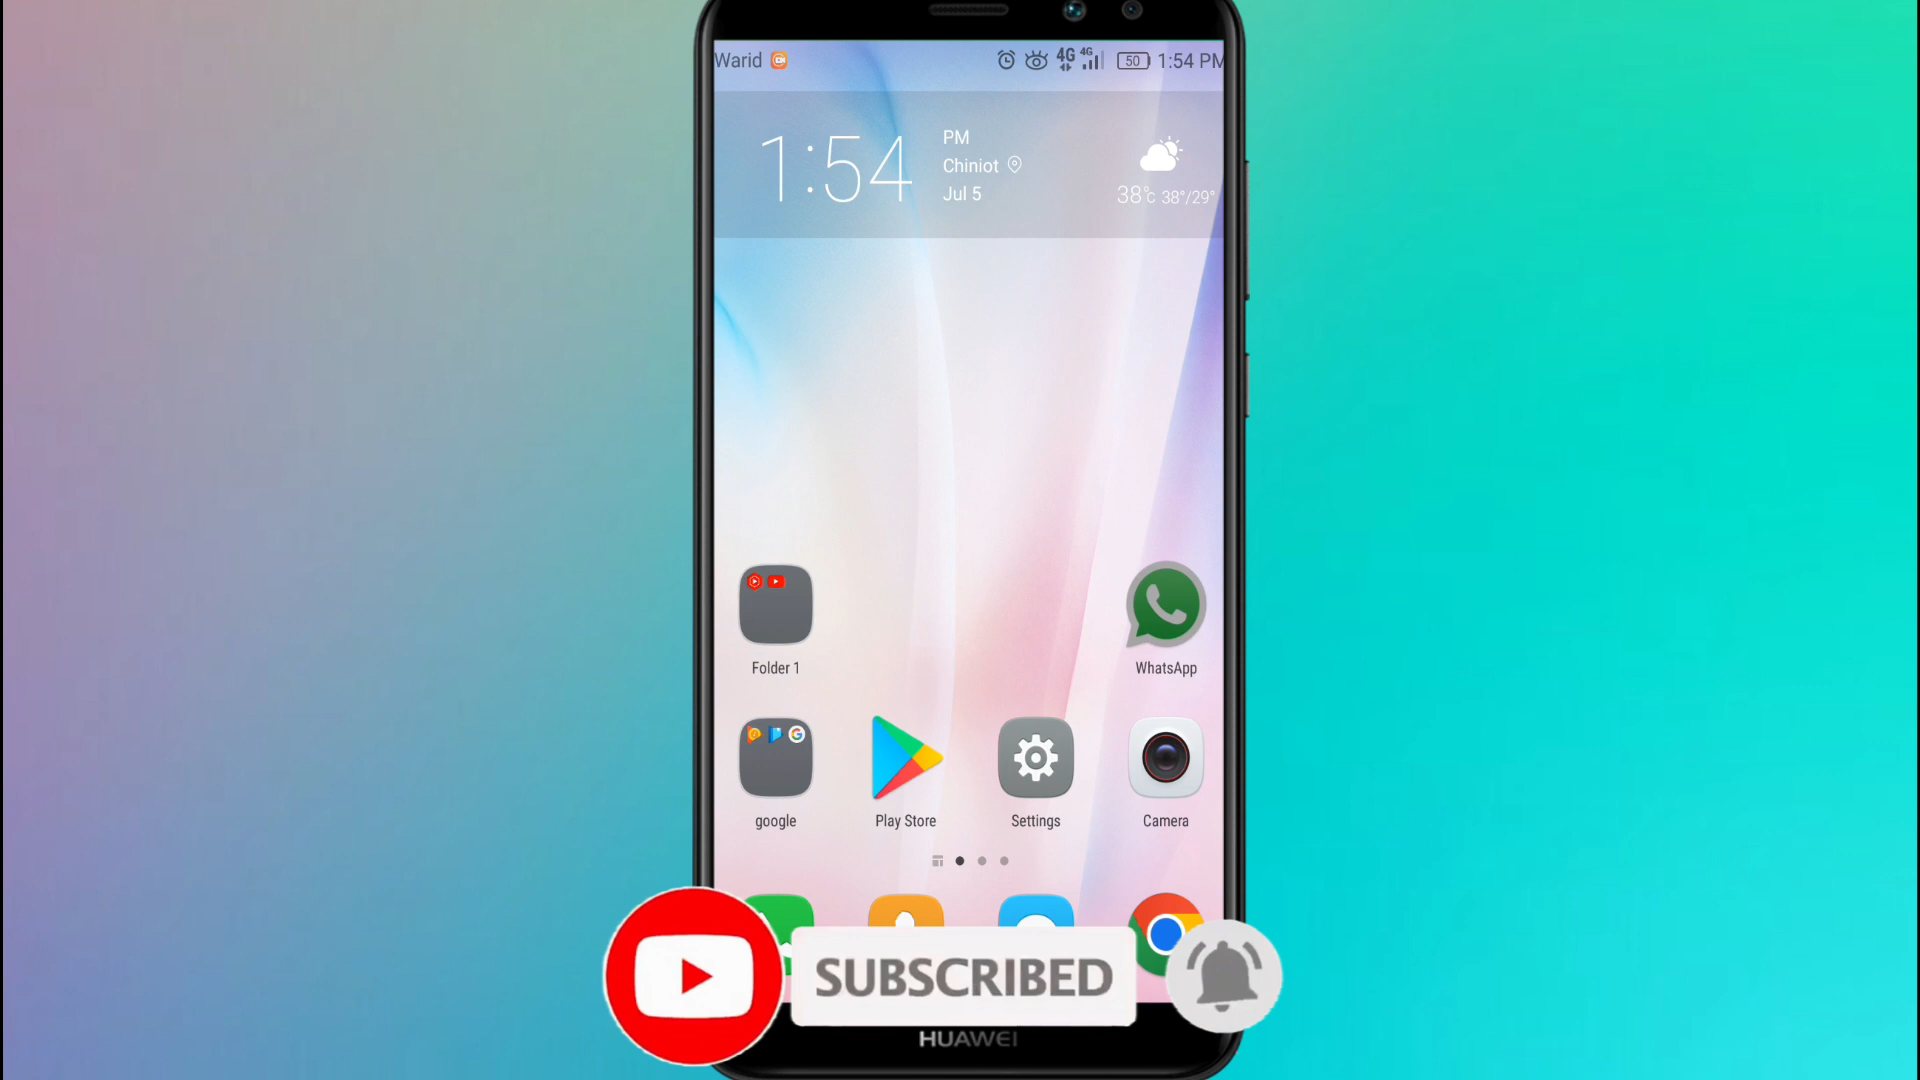 Warid 4G 4G 50 1:54 PM
1:54
PM
Chiniot
Jul 5
38°c 38°/29°
Folder 1
WhatsApp
google
Play Store
Settings
Camera
SUBSCRIBED
HUAWEI